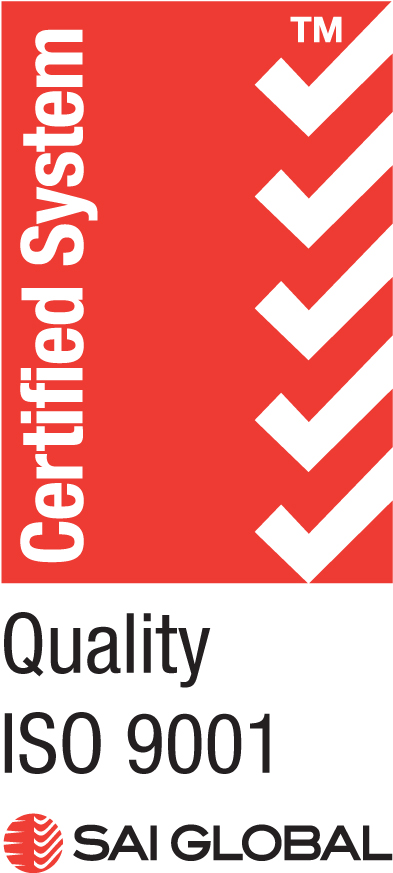 TM
Certified System
Quality
ISO 9001
SAI GLOBAL